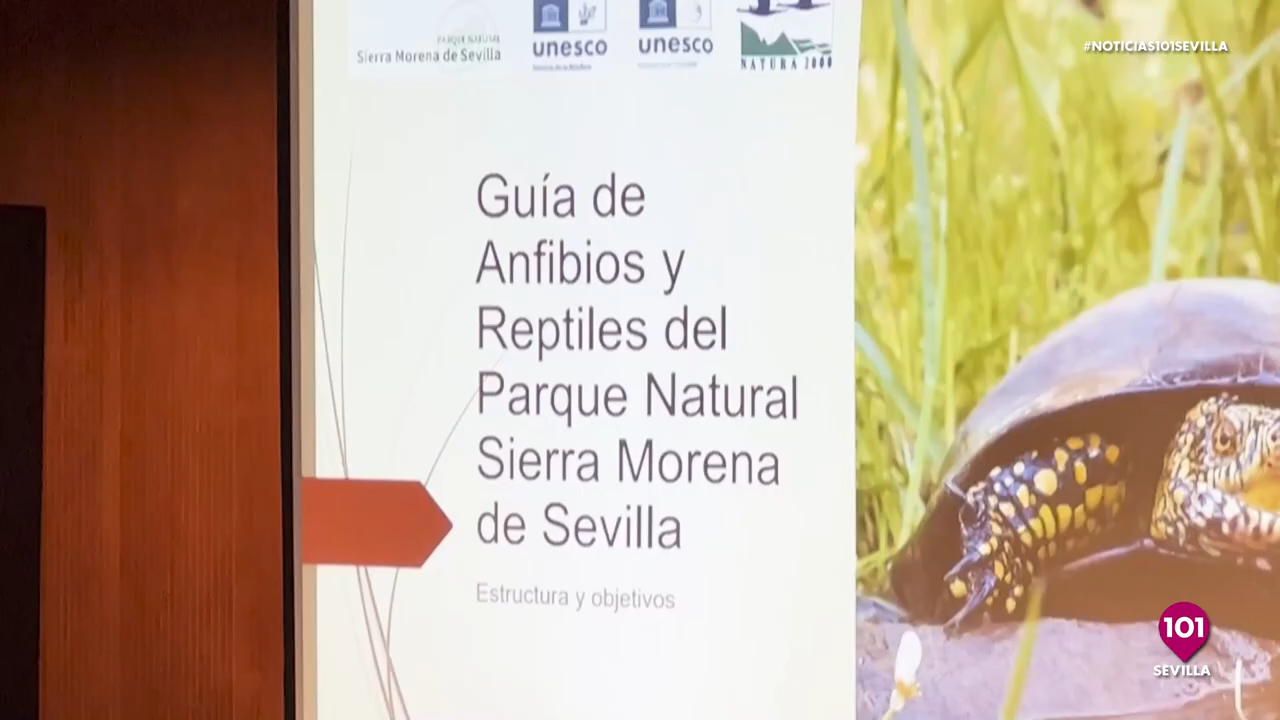 #NOTICIAS101SEVILLA
PARQUE NATURAL
Sierra Morena de Sevilla
unesco
unesco
NATURA 2000
Guía de
Anfibios y
Reptiles del
Parque Natural
Sierra Morena
de Sevilla
Estructura y objetivos
101
SEVILLA